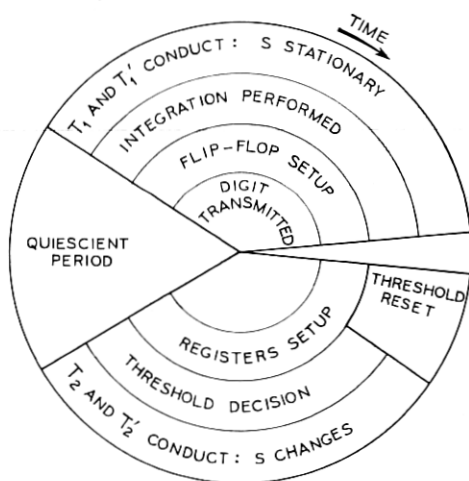 TIME
T₁ AND T₁′ CONDUCT: S STATIONARY
INTEGRATION PERFORMED
FLIP-FLOP SETUP
DIGIT
TRANSMITTED
QUIESCIENT
PERIOD
THRESHOLD
RESET
REGISTERS SETUP
THRESHOLD DECISION
T₂ AND T₂′ CONDUCT: S CHANGES